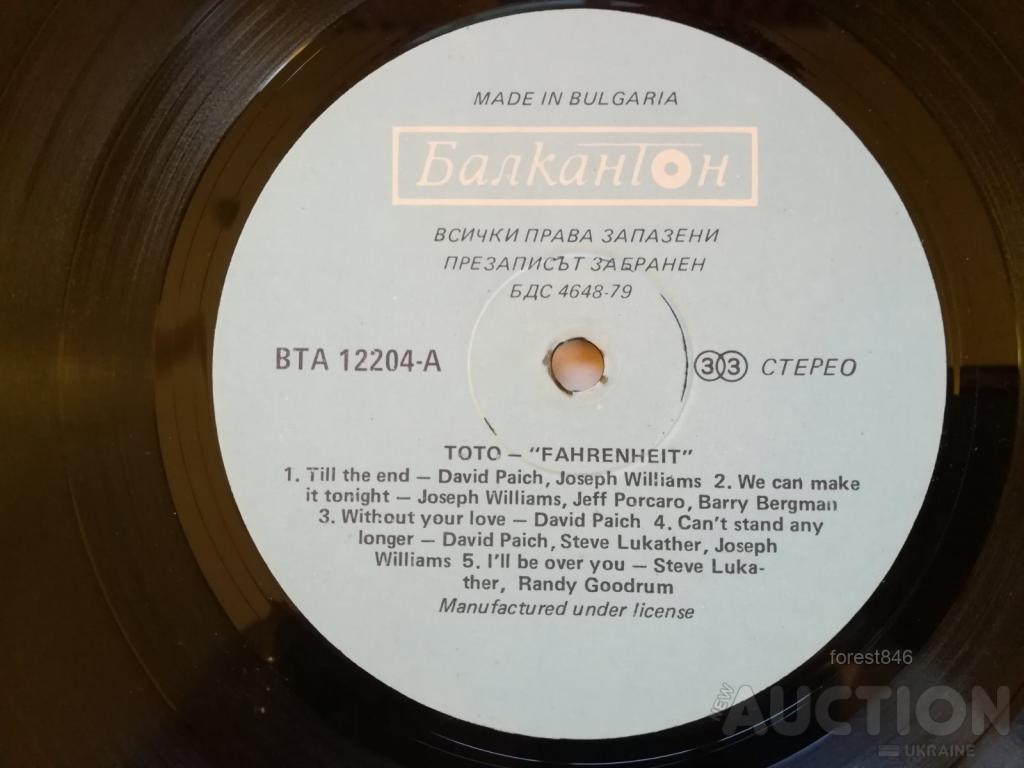 MADE IN BULGARIA
Балкантон
ВСИЧКИ ПРАВА ЗАПАЗЕНИ
ПРЕЗАПИСЪТ ЗАБРАНЕН
БДС 4648-79
ВТА 12204-А
33 СТЕРЕО
TOTO – "FAHRENHEIT"
1. Till the end – David Paich, Joseph Williams 2. We can make
it tonight – Joseph Williams, Jeff Porcaro, Barry Bergman
3. Without your love – David Paich 4. Can't stand any
longer – David Paich, Steve Lukather, Joseph
Williams 5. I'll be over you – Steve Luka-
ther, Randy Goodrum
Manufactured under license
forest846
NEW AUCTION
UKRAINE